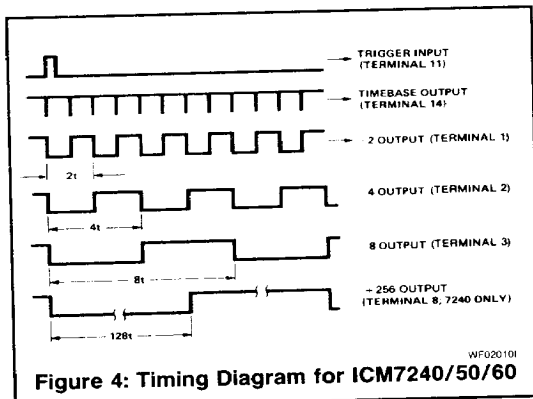 TRIGGER INPUT
(TERMINAL 11)
TIMEBASE OUTPUT
(TERMINAL 14)
2 OUTPUT (TERMINAL 1)
2t
4 OUTPUT (TERMINAL 2)
4t
8 OUTPUT (TERMINAL 3)
8t
÷ 256 OUTPUT
(TERMINAL 8, 7240 ONLY)
128t
WF02010I
Figure 4: Timing Diagram for ICM7240/50/60